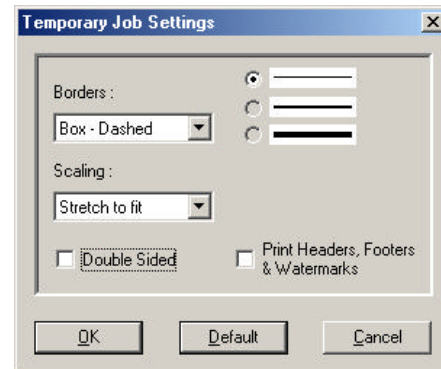 Temporary Job Settings
Borders :
Box - Dashed
Scaling :
Stretch to fit
Double Sided
Print Headers, Footers
& Watermarks
OK
Default
Cancel